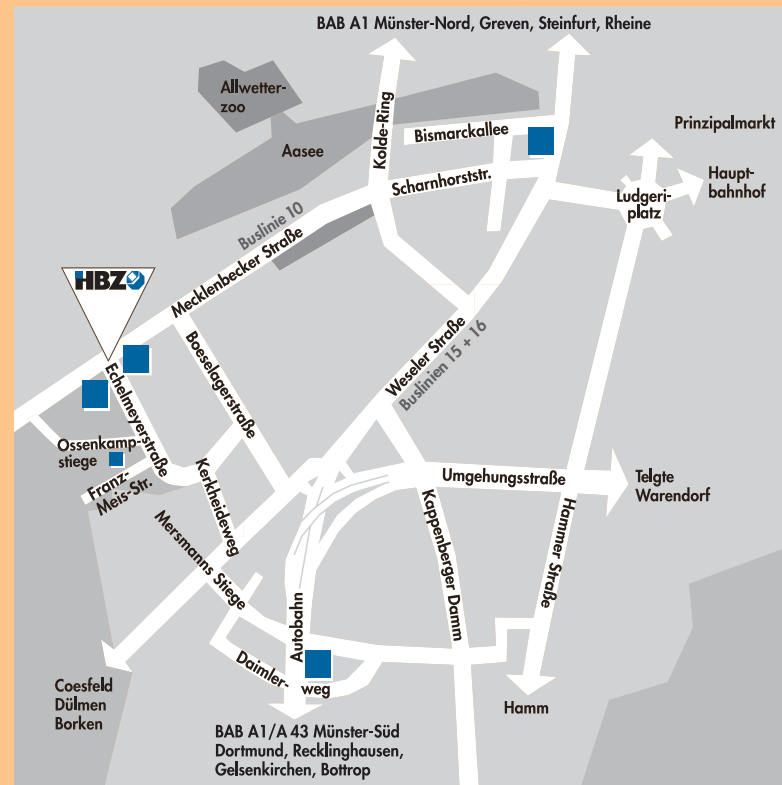 BAB A1 Münster-Nord, Greven, Steinfurt, Rheine
Allwetter-
zoo
Kolde-Ring
Bismarckallee
Prinzipalmarkt
Aasee
Scharnhorststr.
Haupt-
bahnhof
Ludgeri-
platz
Buslinie 10
Mecklenbecker Straße
HBZ
Boeselagerstraße
Weseler Straße
Buslinien 15 + 16
Echelmeyerstraße
Ossenkamp-
stiege
Franz-
Meis-Str.
Kerkheideweg
Umgehungsstraße
Telgte
Warendorf
Mersmanns Stiege
Kappenberger Damm
Hammer Straße
Autobahn
Daimler-
weg
Coesfeld
Dülmen
Borken
Hamm
BAB A1/A 43 Münster-Süd
Dortmund, Recklinghausen,
Gelsenkirchen, Bottrop